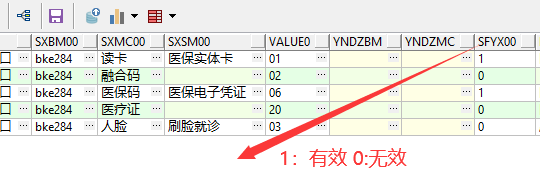 SXBM00 SXMC00 SXSM00 VALUE0 YNDZBM YNDZMC SFYX00
bke284 读卡 医保实体卡 01 1
bke284 融合码 02 0
bke284 医保码 医保电子凭证 06 1
bke284 医疗证 20 0
bke284 人脸 刷脸就诊 03 0
1：有效 0:无效